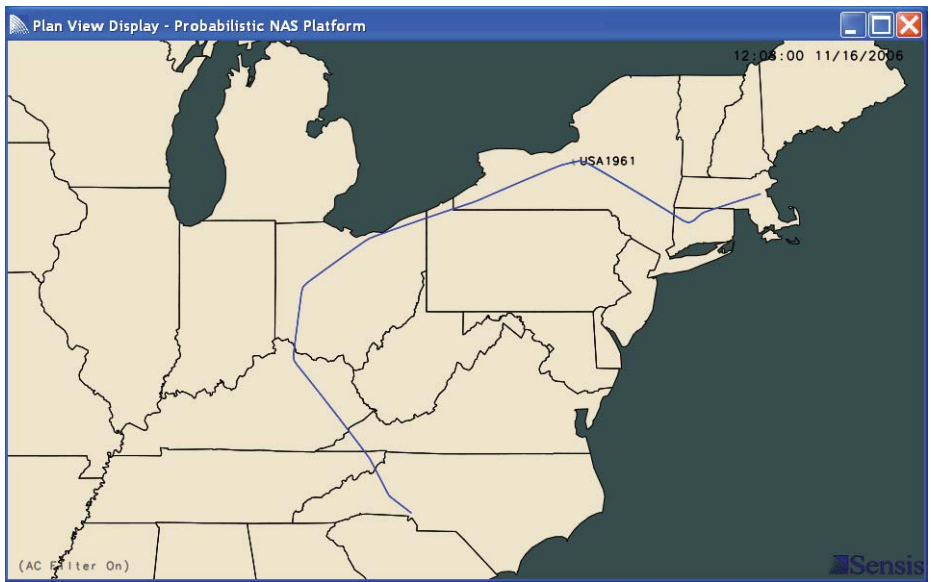 Plan View Display - Probabilistic NAS Platform
12:08:00 11/16/2006
USA1961
(AC Filter On)
Sensis